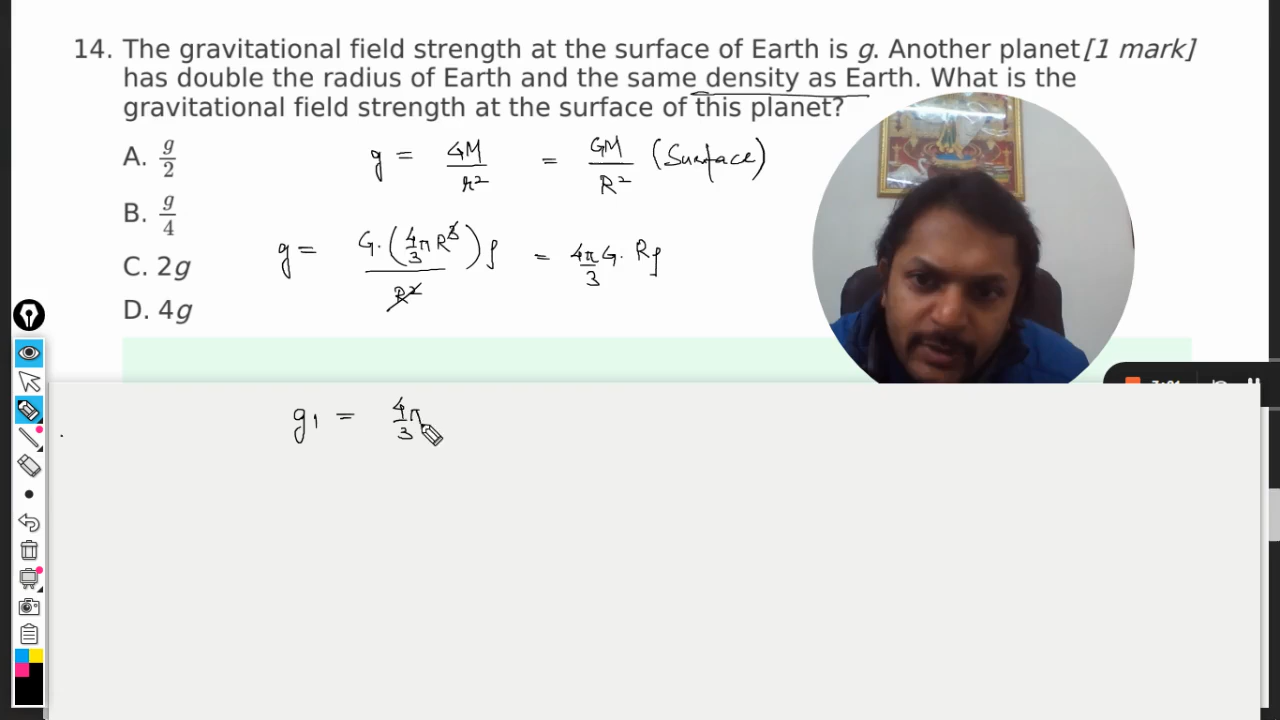 14. The gravitational field strength at the surface of Earth is g. Another planet [1 mark]
has double the radius of Earth and the same density as Earth. What is the
gravitational field strength at the surface of this planet?
A. g/2
B. g/4
C. 2g
D. 4g
g = GM/r² = GM/R² (Surface)
g = G.(4/3 πR³)ρ / R² = 4π/3 G. Rρ
g₁ = 4/3 π